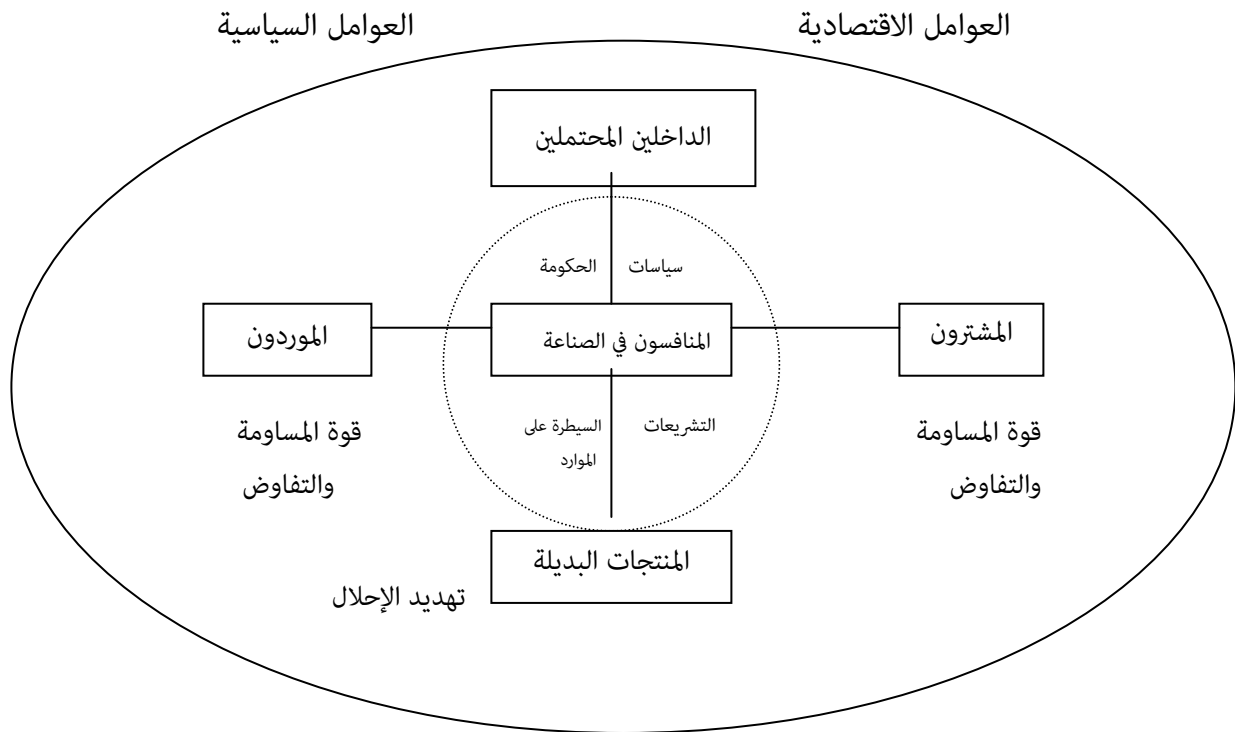 العوامل الاقتصادية
العوامل السياسية
الداخلين المحتملين
سياسات
الحكومة
المشترون
المنافسون في الصناعة
الموردون
قوة المساومة
والتفاوض
التشريعات
السيطرة على
الموارد
قوة المساومة
والتفاوض
المنتجات البديلة
تهديد الإحلال